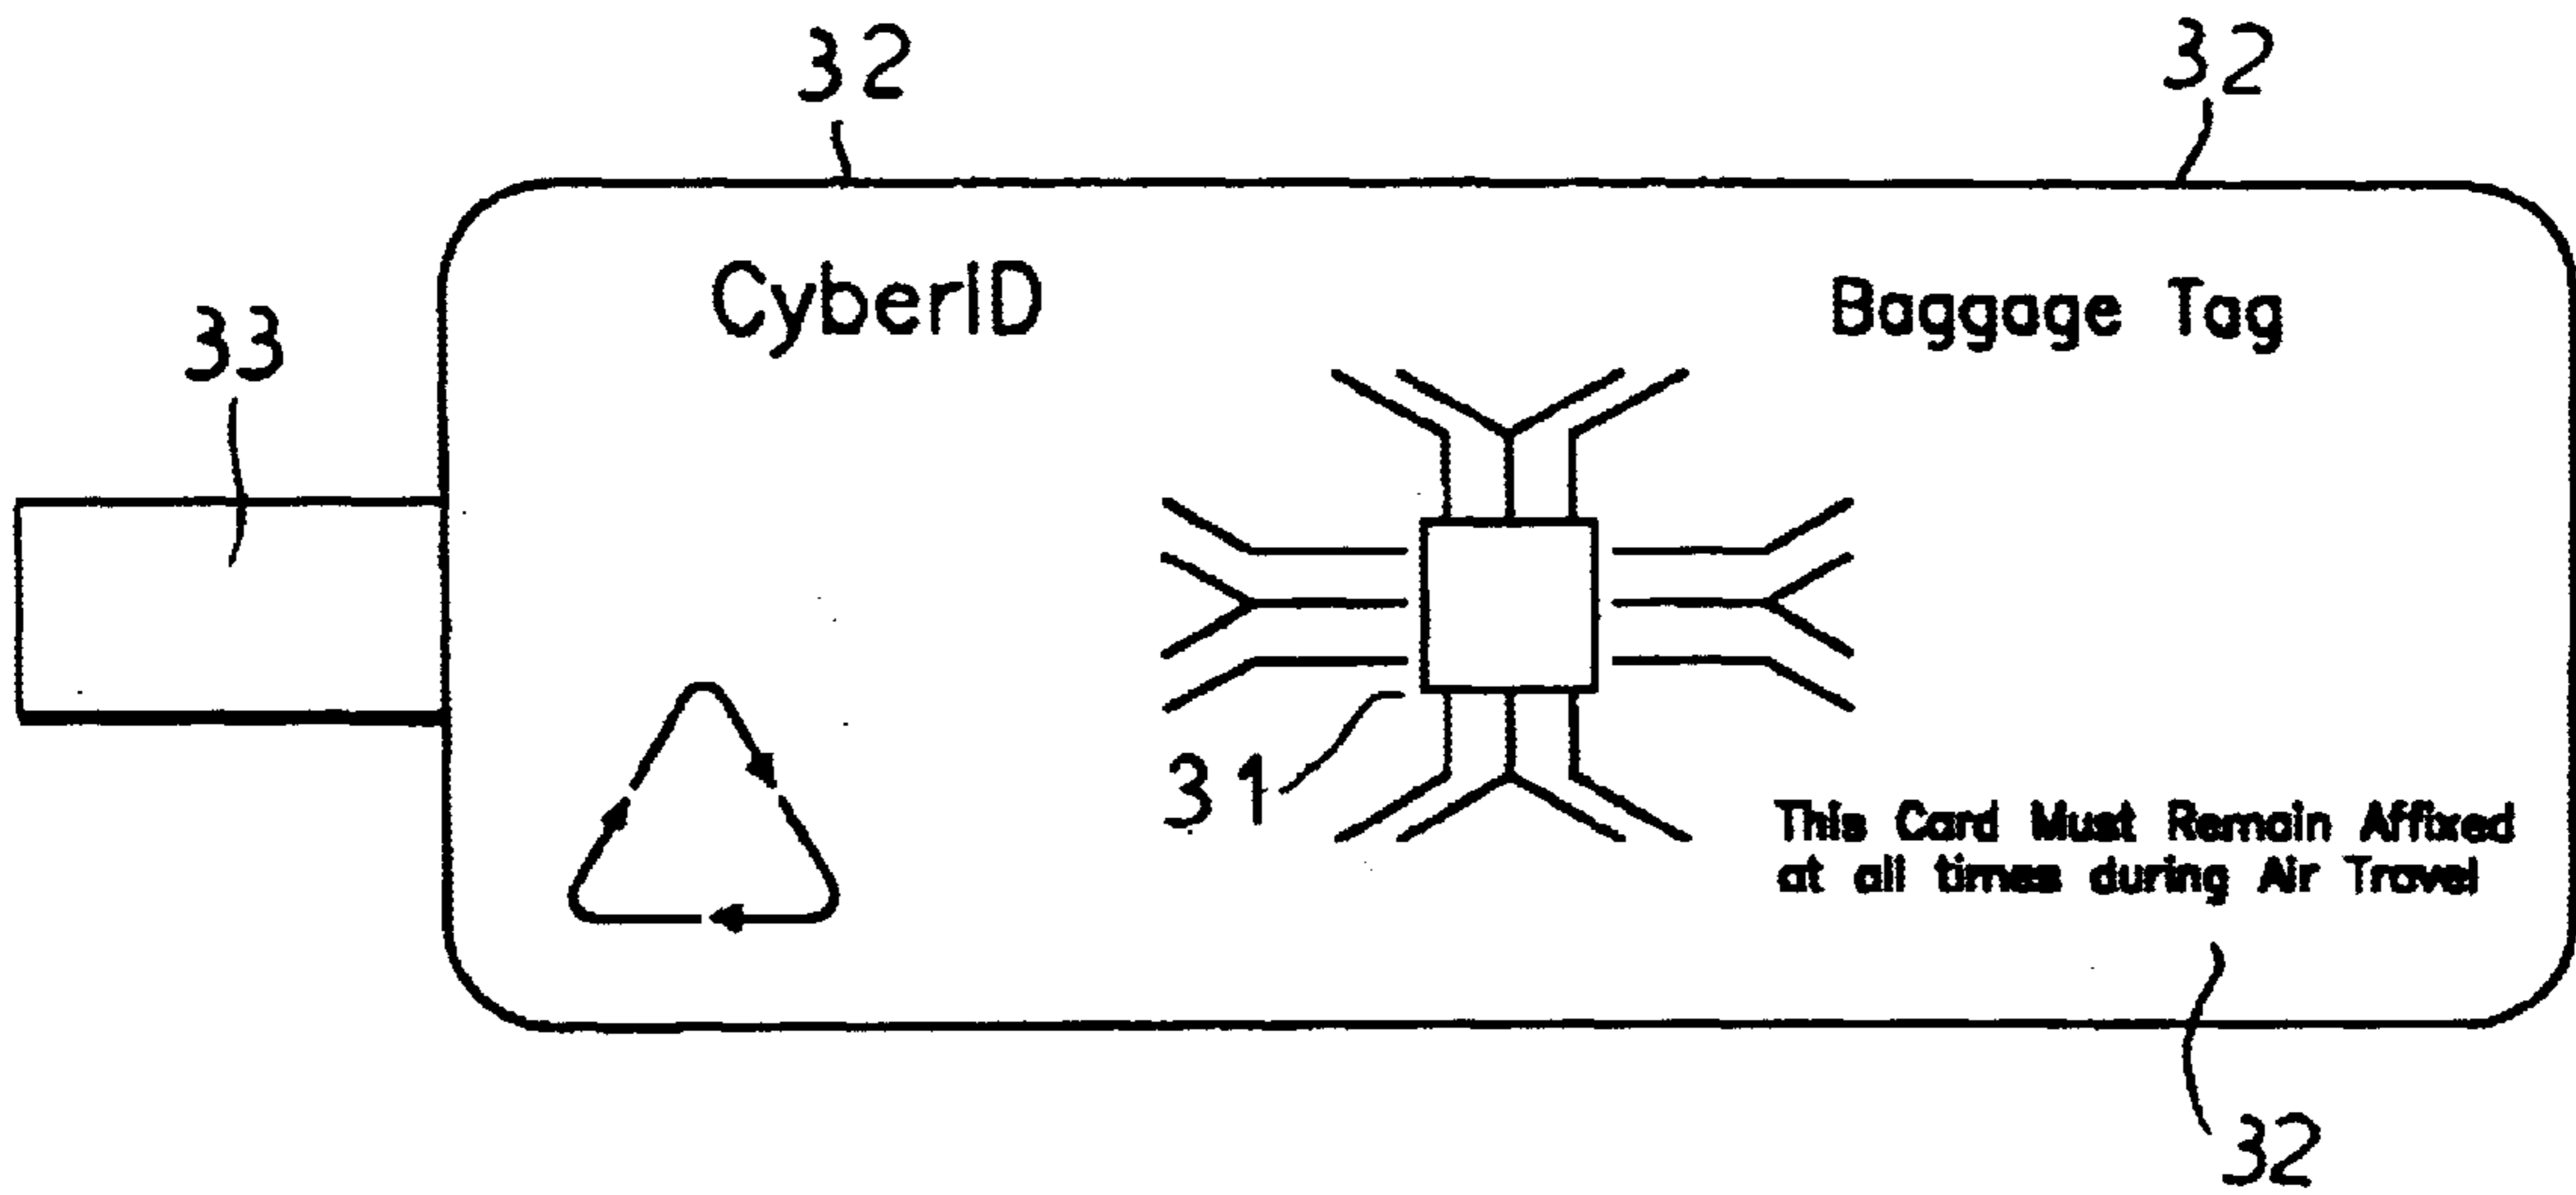 32
32
CyberID
Baggage Tag
33
31
This Card Must Remain Affixed
at all times during Air Travel
32